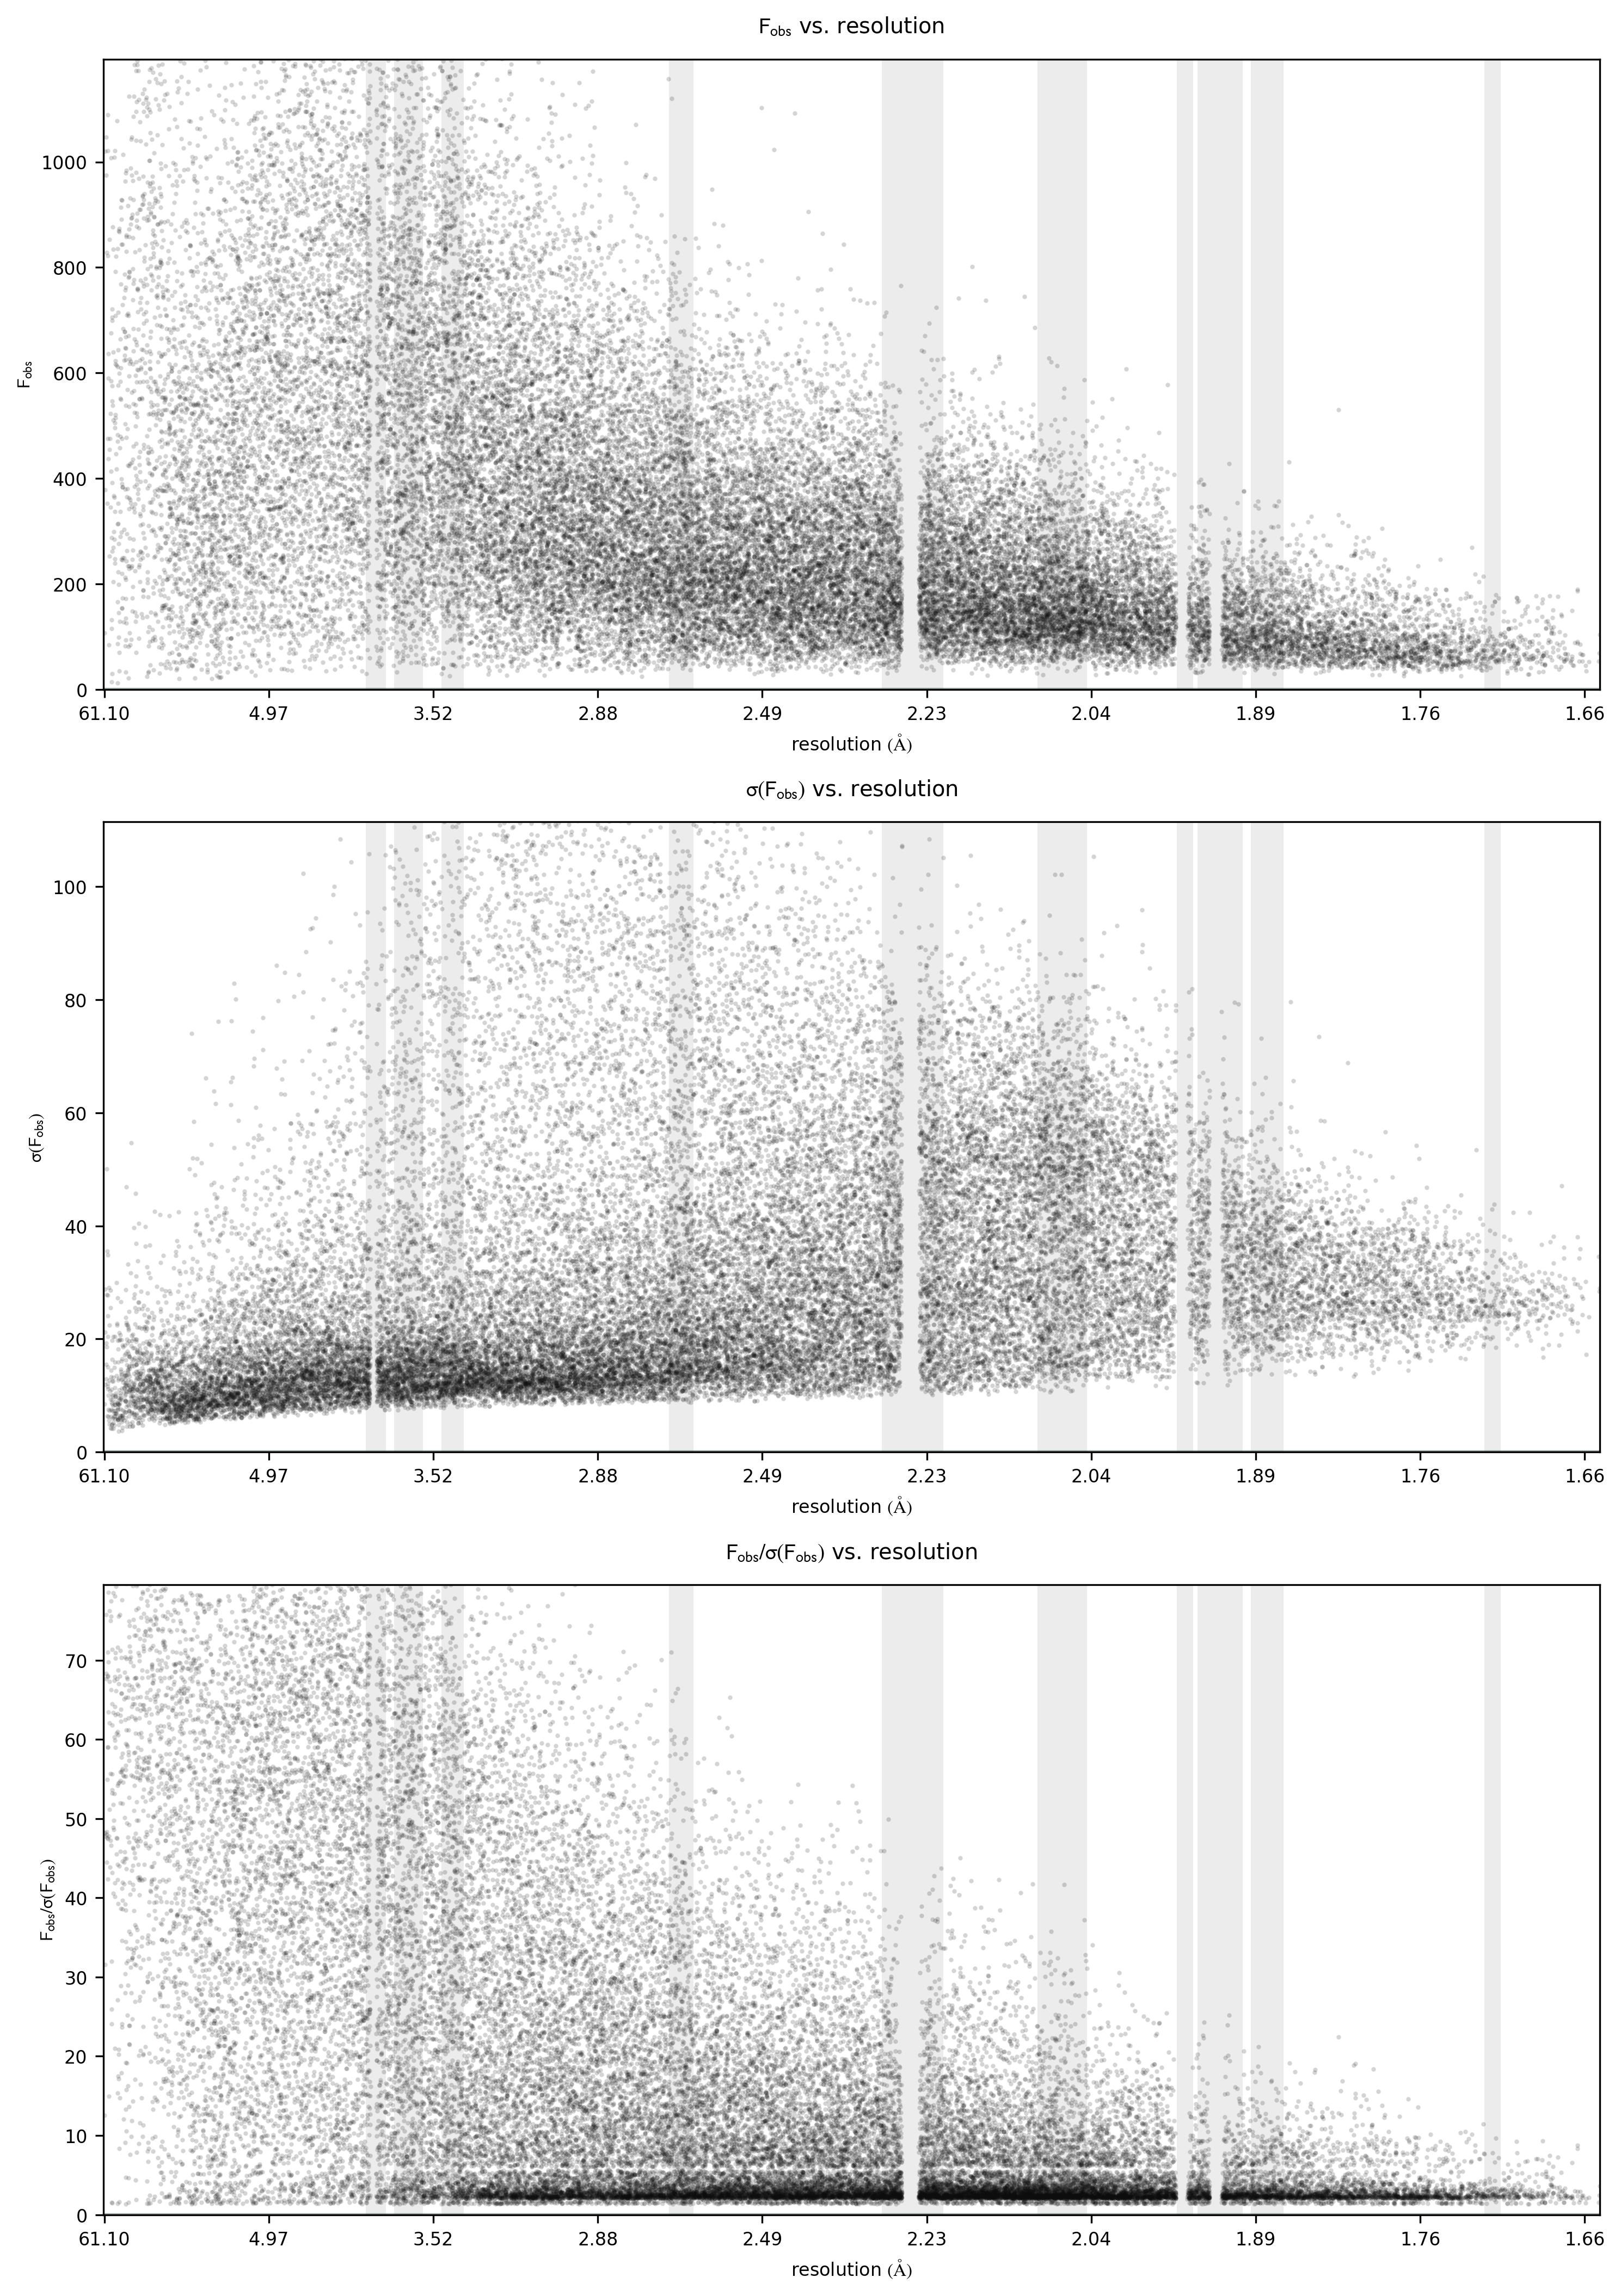 Fobs vs. resolution
1000
800
600
400
200
0
Fobs
61.10 4.97 3.52 2.88 2.49 2.23 2.04 1.89 1.76 1.66
resolution (Å)
σ(Fobs) vs. resolution
100
80
60
40
20
0
σ(Fobs)
61.10 4.97 3.52 2.88 2.49 2.23 2.04 1.89 1.76 1.66
resolution (Å)
Fobs/σ(Fobs) vs. resolution
70
60
50
40
30
20
10
0
Fobs/σ(Fobs)
61.10 4.97 3.52 2.88 2.49 2.23 2.04 1.89 1.76 1.66
resolution (Å)